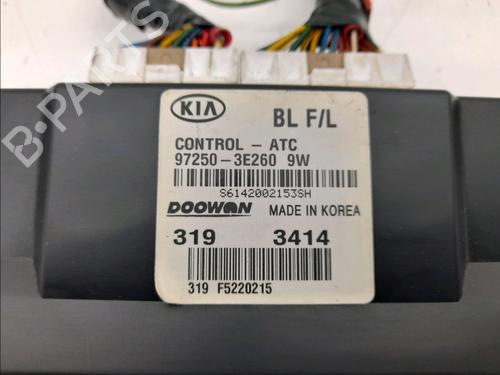 KIA BL F/L
CONTROL - ATC
97250-3E260 9W
S6142002153SH
DOOWON MADE IN KOREA
319 3414
319 F5220215
B-PARTS